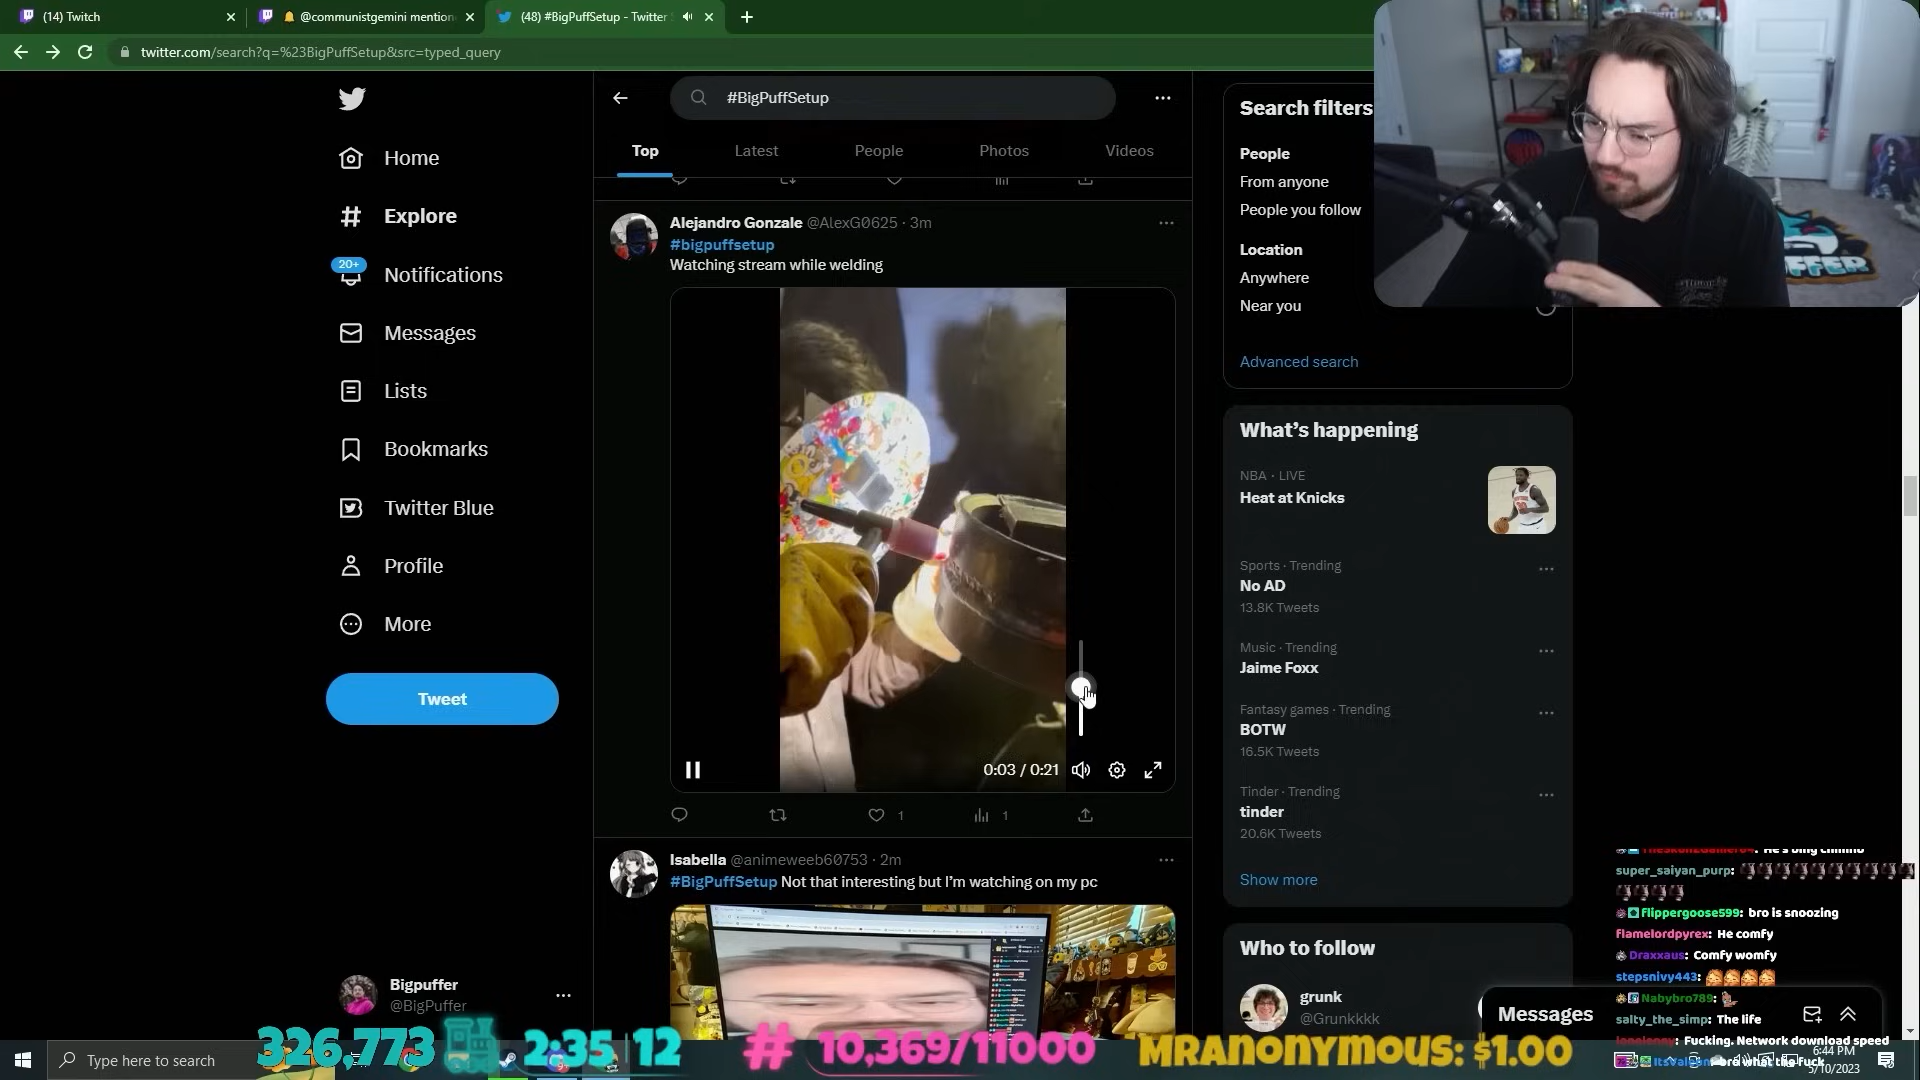 (14) Twitch
@communistgemini mention
(48) #BigPuffSetup - Twitter
twitter.com/search?q=%23BigPuffSetup&src=typed_query
Home
Explore
20+
Notifications
Messages
Lists
Bookmarks
Twitter Blue
Profile
More
Tweet
Bigpuffer
@BigPuffer
#BigPuffSetup
Top
Latest
People
Photos
Videos
Alejandro Gonzale @AlexG0625 · 3m
#bigpuffsetup
Watching stream while welding
0:03 / 0:21
1
1
Isabella @animeweeb60753 · 2m
#BigPuffSetup Not that interesting but I'm watching on my pc
Search filters
People
From anyone
People you follow
Location
Anywhere
Near you
Advanced search
What's happening
NBA · LIVE
Heat at Knicks
Sports · Trending
No AD
13.8K Tweets
Music · Trending
Jaime Foxx
Fantasy games · Trending
BOTW
16.5K Tweets
Tinder · Trending
tinder
20.6K Tweets
Show more
Who to follow
grunk
@Grunkkkk
Messages
super_saiyan_purp:
Flippergoose599: bro is snoozing
flamelordpyrex: He comfy
Draxxaus: Comfy womfy
stepsnivy443:
Nabybro789:
salty_the_simp: The life
Fucking. Network download speed
what the fuck
Type here to search
326,773
2:35 12
# 10,369/11000
MrAnonymous: $1.00
6:44 PM
5/10/2023